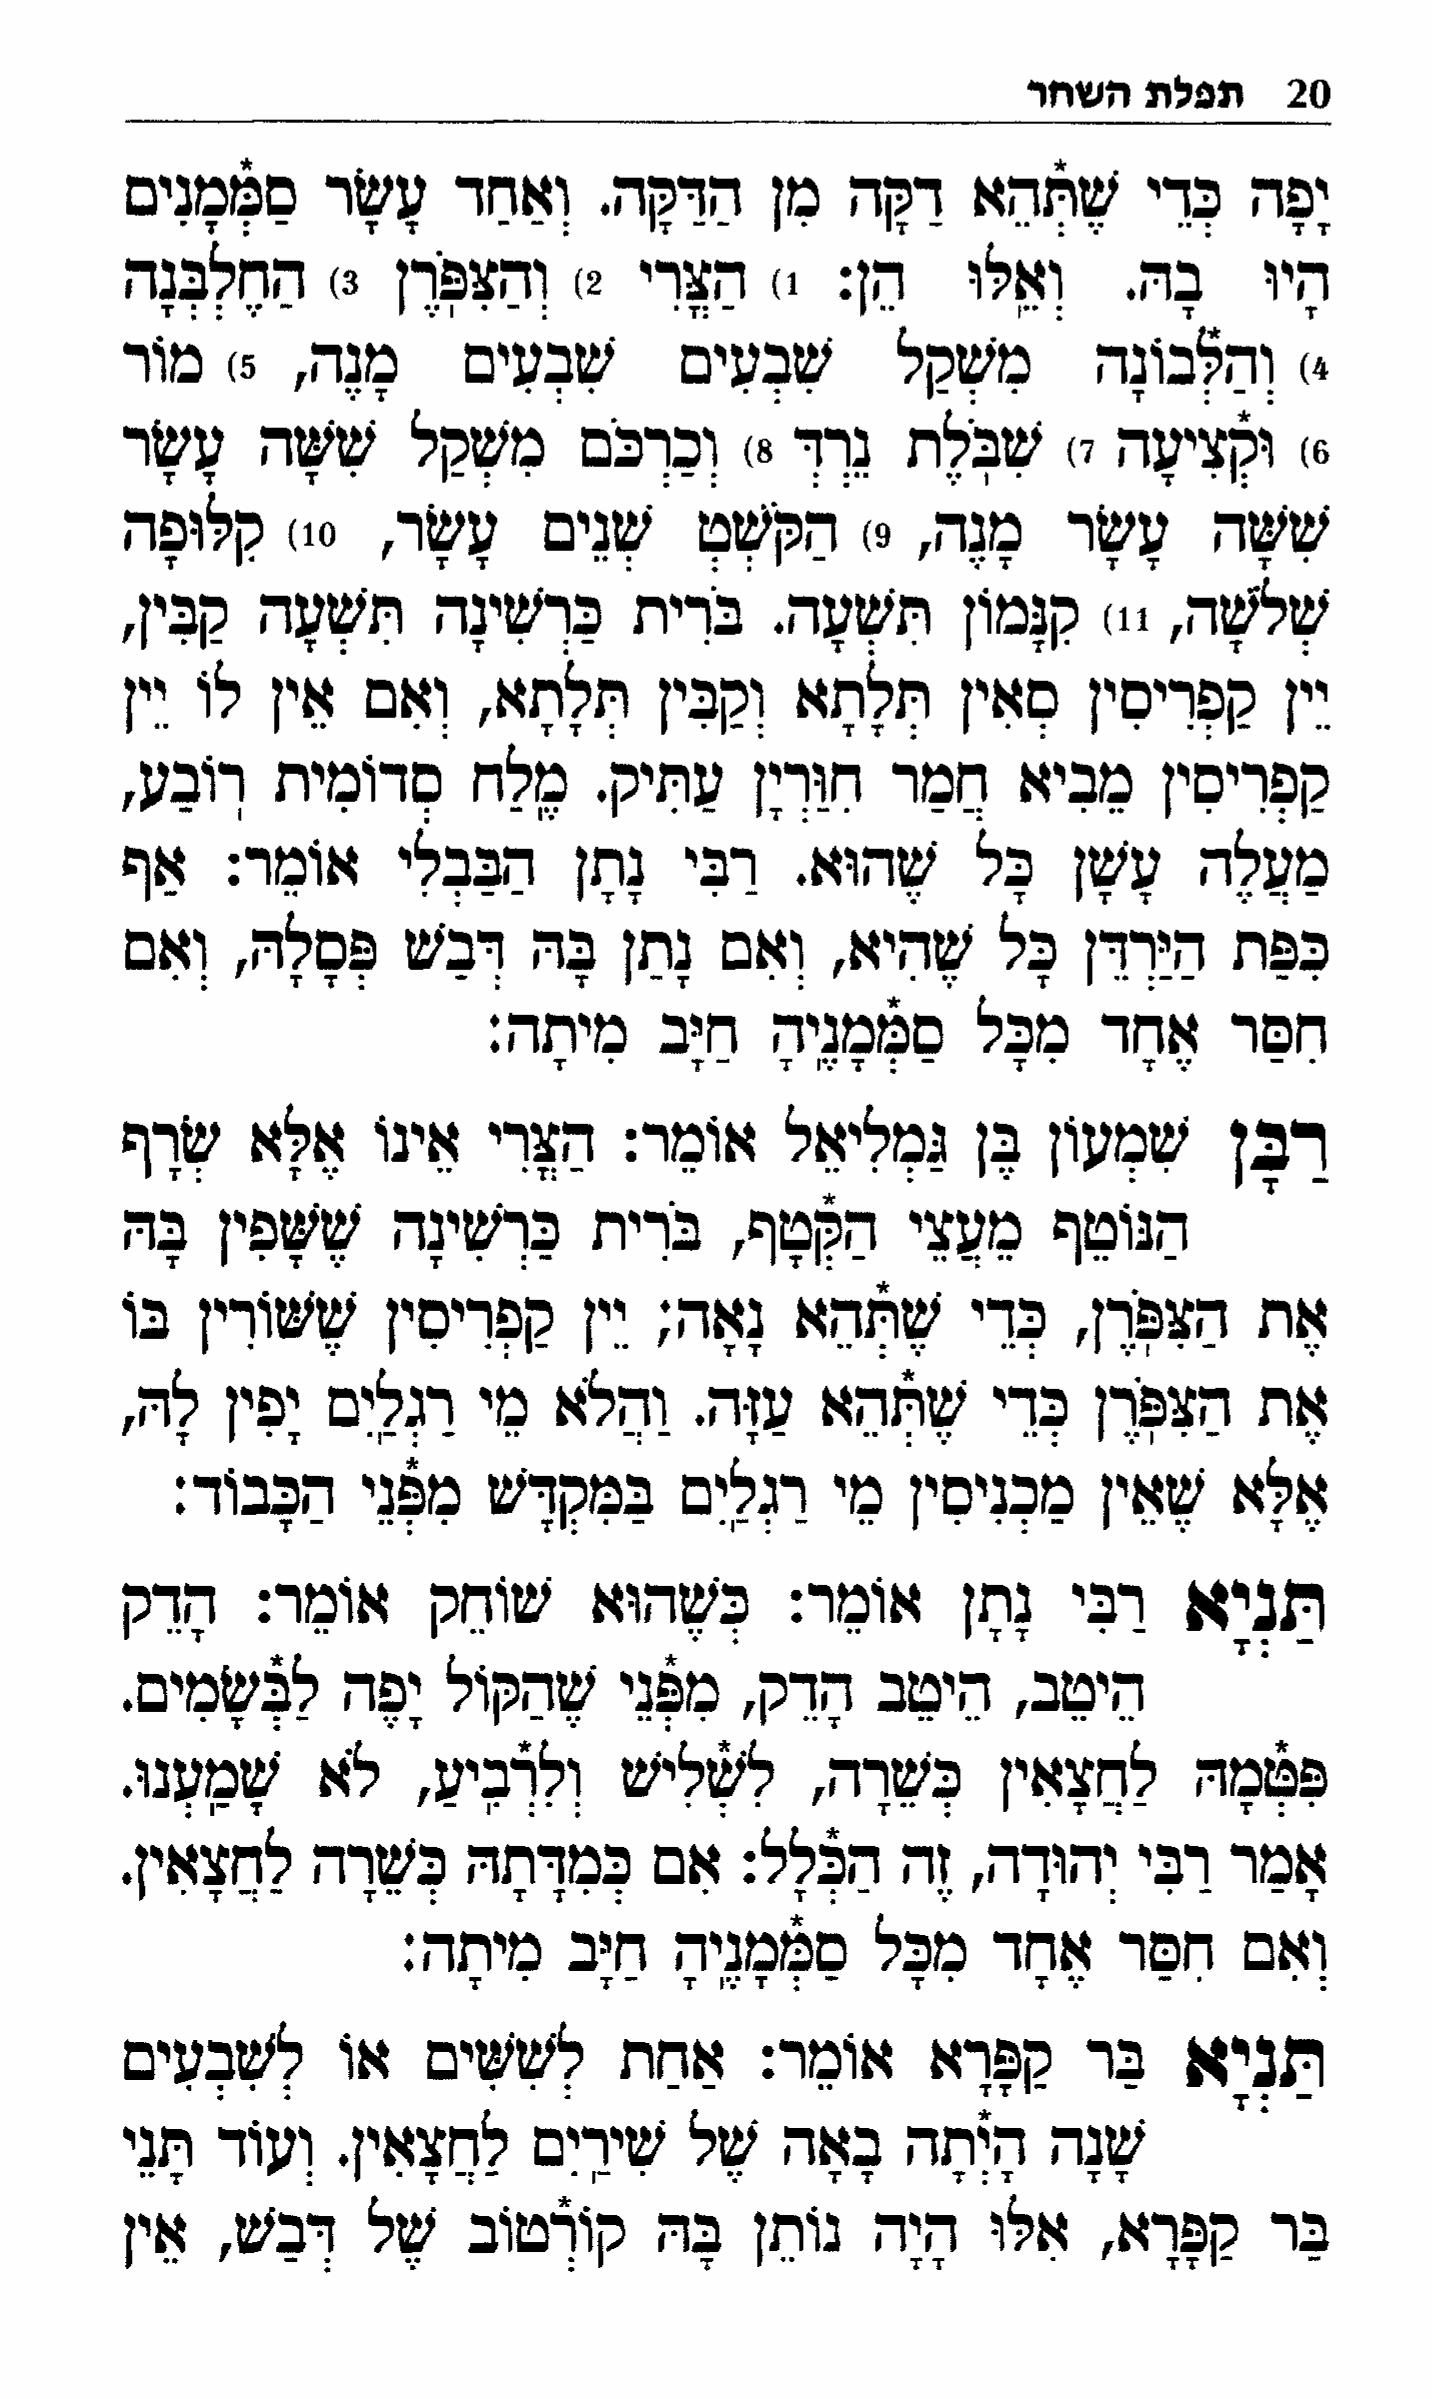 20 תפלת השחר
יָפָה כְּדֵי שֶׁתְּ֯הֵא דַקָּה מִן הַדַּקָּה. וְאַחַד עָשָׂר סַמְּ֯מָנִים
הָיוּ בָהּ. וְאֵלּוּ הֵן: 1) הַצֳּרִי 2) וְהַצִּפֹּרֶן 3) הַחֶלְבְּנָה
4) וְהַלְּ֯בוֹנָה מִשְׁקַל שִׁבְעִים שִׁבְעִים מָנֶה, 5) מוֹר
6) וּקְ֯צִיעָה 7) שִׁבֹּלֶת נֵרְדְּ 8) וְכַרְכֹּם מִשְׁקַל שִׁשָּׁה עָשָׂר
שִׁשָּׁה עָשָׂר מָנֶה, 9) הַקֹּשְׁטְ שְׁנֵים עָשָׂר, 10) קִלּוּפָה
שְׁלֹשָׁה, 11) קִנָּמוֹן תִּשְׁעָה. בֹּרִית כַּרְשִׁינָה תִּשְׁעָה קַבִּין,
יֵין קַפְרִיסִין סְאִין תְּלָתָא וְקַבִּין תְּלָתָא, וְאִם אֵין לוֹ יֵין
קַפְרִיסִין מֵבִיא חֲמַר חִוַּרְיָן עַתִּיק. מֶלַח סְדוֹמִית רוֹבַע,
מַעֲלֶה עָשָׁן כָּל שֶׁהוּא. רַבִּי נָתָן הַבַּבְלִי אוֹמֵר: אַף
כִּפַּת הַיַּרְדֵּן כָּל שֶׁהִיא, וְאִם נָתַן בָּהּ דְּבַשׁ פְּסָלָהּ, וְאִם
חִסַּר אֶחָד מִכָּל סַמְּ֯מָנֶיהָ חַיָּב מִיתָה:
רַבָּן שִׁמְעוֹן בֶּן גַּמְלִיאֵל אוֹמֵר: הַצֳּרִי אֵינוֹ אֶלָּא שְׂרָף
הַנּוֹטֵף מֵעֲצֵי הַקְּ֯טָף, בֹּרִית כַּרְשִׁינָה שֶׁשָּׁפִין בָּהּ
אֶת הַצִּפֹּרֶן, כְּדֵי שֶׁתְּ֯הֵא נָאָה; יֵין קַפְרִיסִין שֶׁשּׁוֹרִין בּוֹ
אֶת הַצִּפֹּרֶן כְּדֵי שֶׁתְּ֯הֵא עַזָּה. וַהֲלֹא מֵי רַגְלַיִם יָפִין לָהּ,
אֶלָּא שֶׁאֵין מַכְנִיסִין מֵי רַגְלַיִם בַּמִּקְדָּשׁ מִפְּ֯נֵי הַכָּבוֹד:
תַּנְיָא רַבִּי נָתָן אוֹמֵר: כְּשֶׁהוּא שׁוֹחֵק אוֹמֵר: הָדֵק
הֵיטֵב, הֵיטֵב הָדֵק, מִפְּ֯נֵי שֶׁהַקּוֹל יָפֶה לַבְּ֯שָׂמִים.
פִּטְּ֯מָהּ לַחֲצָאִין כְּשֵׁרָה, לִשְׁ֯לִישׁ וְלִרְ֯בִיעַ, לֹא שָׁמַעְנוּ.
אָמַר רַבִּי יְהוּדָה, זֶה הַכְּ֯לָל: אִם כְּמִדָּתָהּ כְּשֵׁרָה לַחֲצָאִין.
וְאִם חִסַּר אֶחָד מִכָּל סַמְּ֯מָנֶיהָ חַיָּב מִיתָה:
תַּנְיָא בַּר קַפָּרָא אוֹמֵר: אַחַת לְשִׁשִּׁים אוֹ לְשִׁבְעִים
שָׁנָה הָיְ֯תָה בָאָה שֶׁל שִׁירַיִם לַחֲצָאִין. וְעוֹד תָּנֵי
בַּר קַפָּרָא, אִלּוּ הָיָה נוֹתֵן בָּהּ קוֹרְ֯טוֹב שֶׁל דְּבַשׁ, אֵין